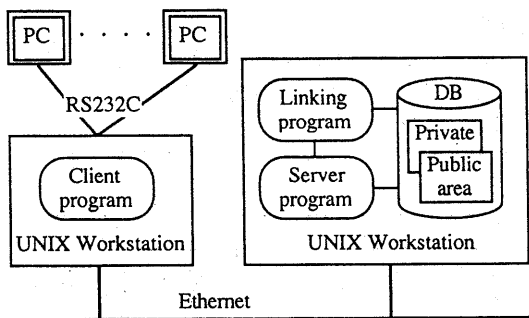 PC . . . . . PC
RS232C
Client
program
UNIX Workstation
Linking
program
Server
program
DB
Private
Public
area
UNIX Workstation
Ethernet